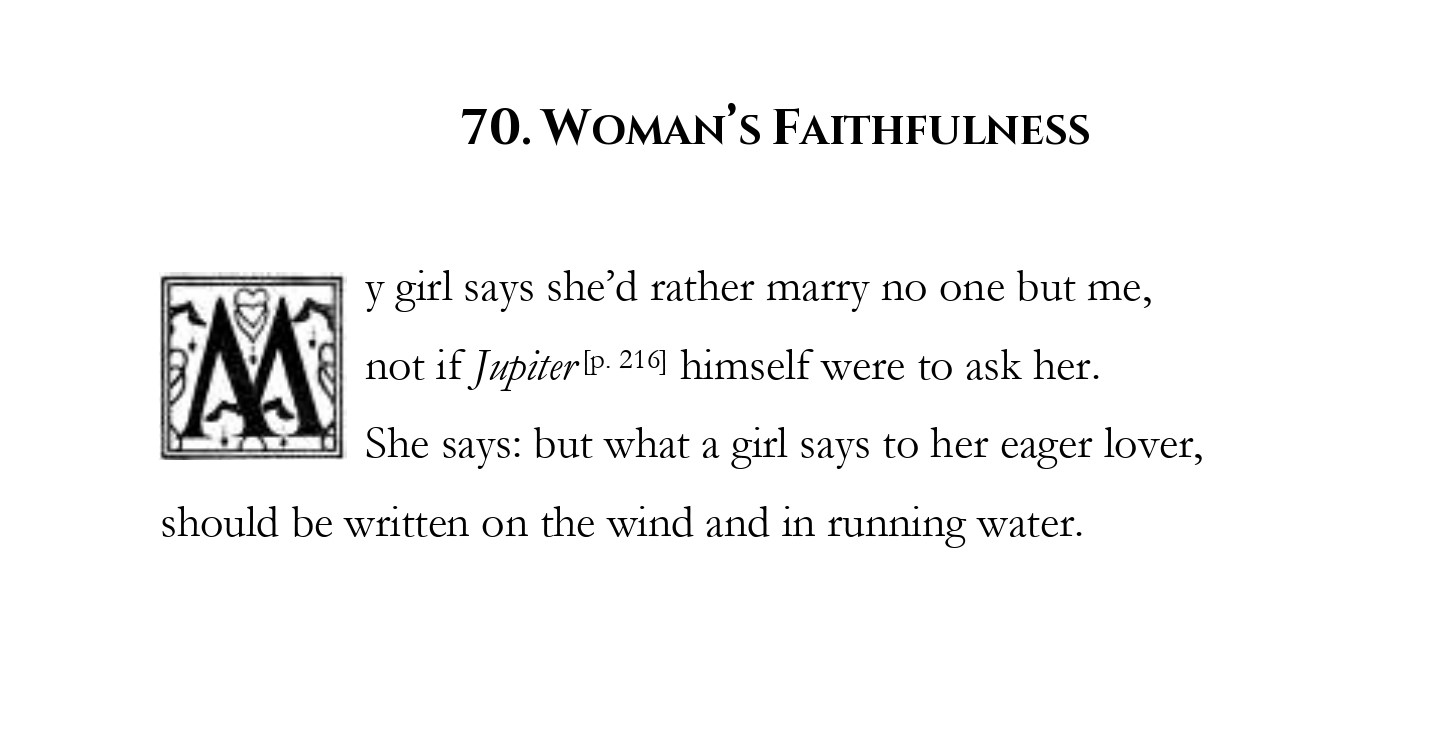 70. WOMAN’S FAITHFULNESS
My girl says she’d rather marry no one but me,
not if Jupiter[p. 216] himself were to ask her.
She says: but what a girl says to her eager lover,
should be written on the wind and in running water.